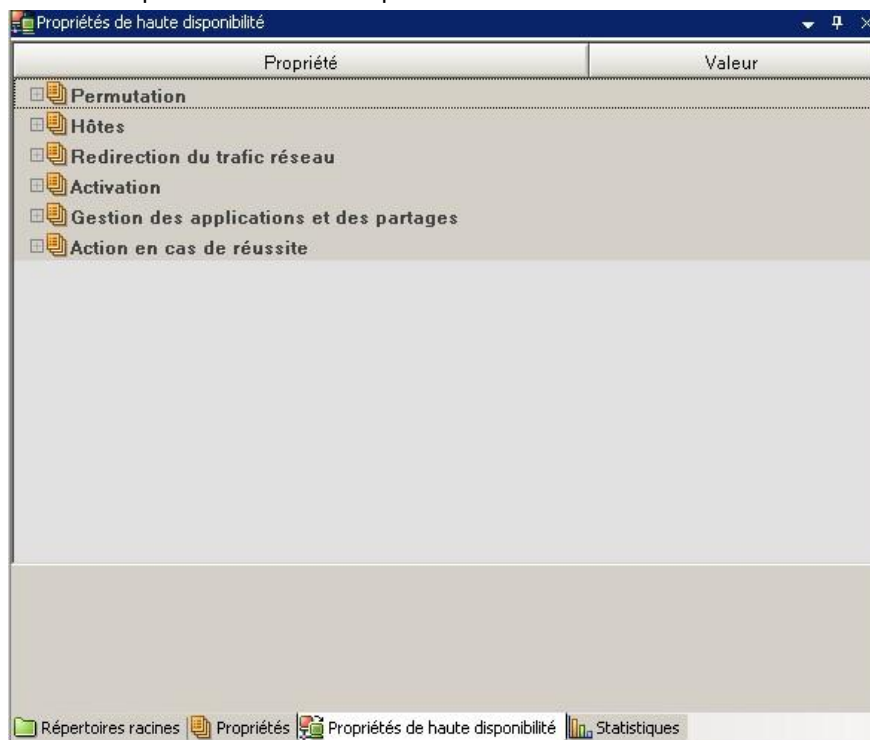 Propriétés de haute disponibilité
Propriété Valeur
Permutation
Hôtes
Redirection du trafic réseau
Activation
Gestion des applications et des partages
Action en cas de réussite
Répertoires racines Propriétés Propriétés de haute disponibilité Statistiques